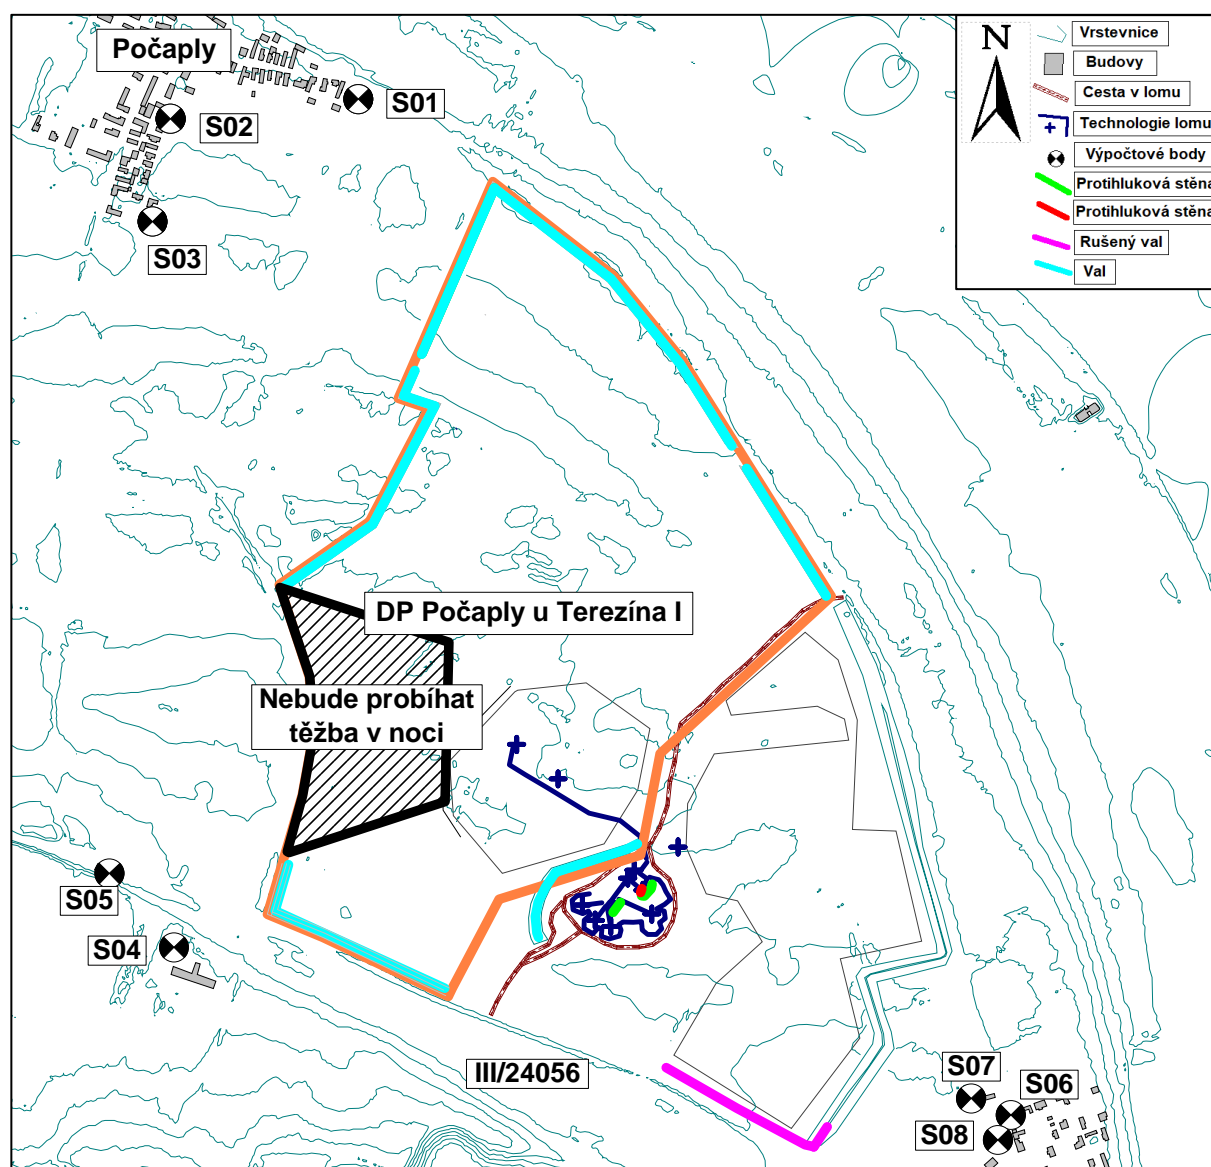 Počaply
S01
S02
S03
N
Vrstevnice
Budovy
Cesta v lomu
Technologie lomu
Výpočtové body
Protihluková stěna
Protihluková stěna
Rušený val
Val
DP Počaply u Terezína I
Nebude probíhat
těžba v noci
S05
S04
III/24056
S07
S06
S08